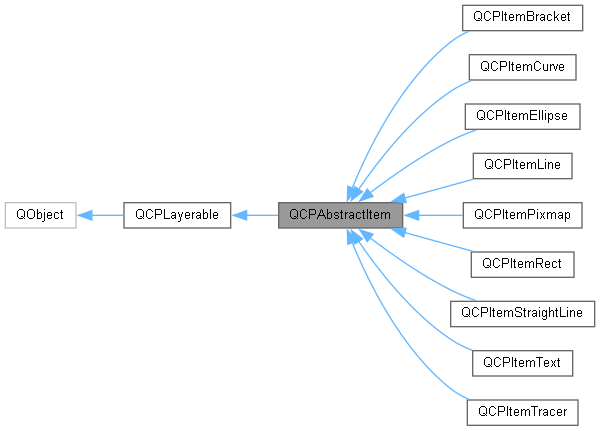 QCPItemBracket
QCPItemCurve
QCPItemEllipse
QCPItemLine
QObject
QCPLayerable
QCPAbstractItem
QCPItemPixmap
QCPItemRect
QCPItemStraightLine
QCPItemText
QCPItemTracer